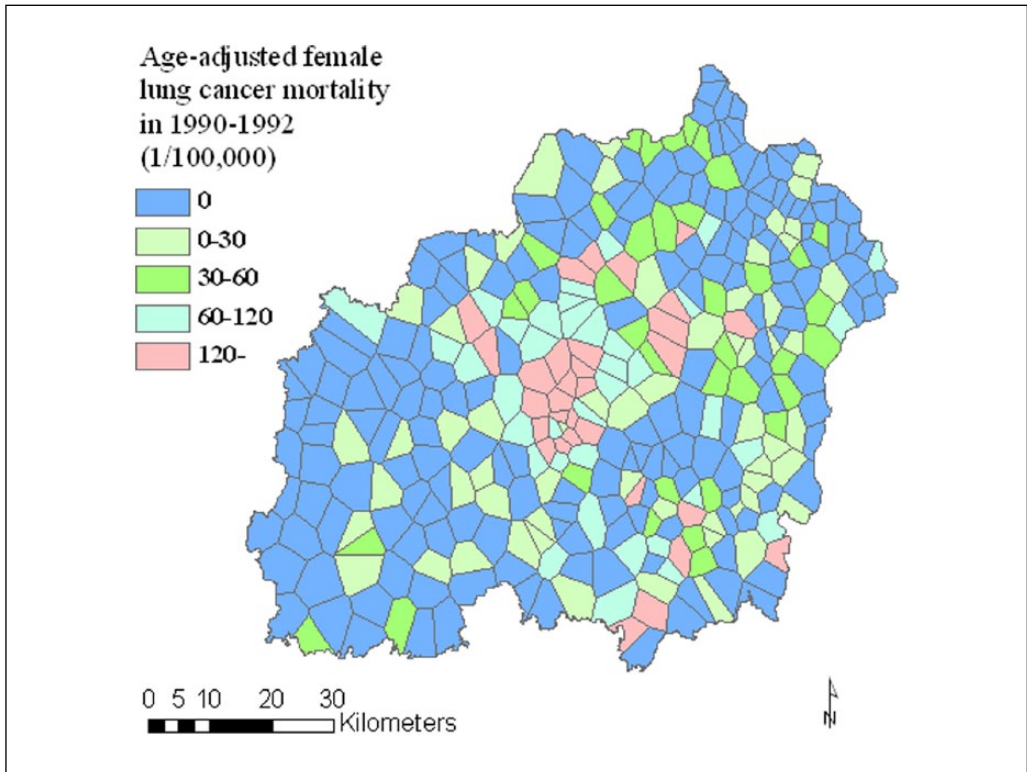 Age-adjusted female
lung cancer mortality
in 1990-1992
(1/100,000)
0
0-30
30-60
60-120
120-
0 5 10 20 30
Kilometers
N